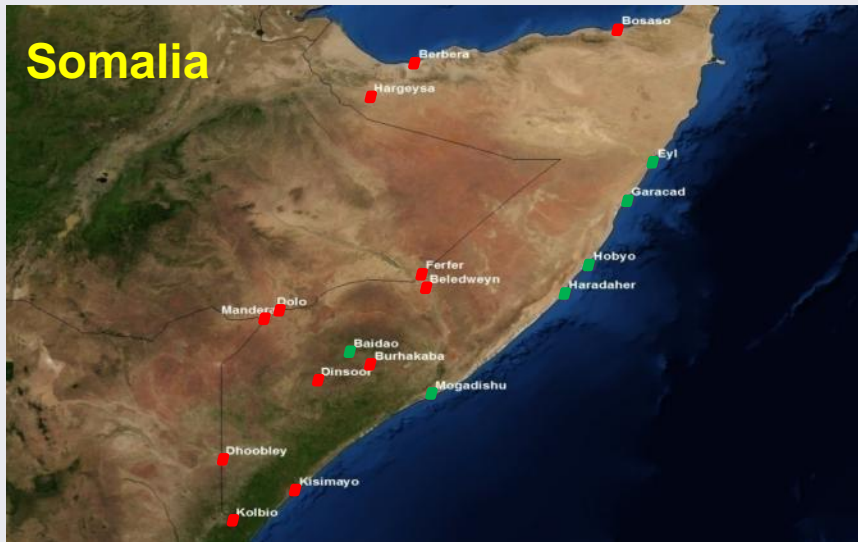 Somalia
Bosaso
Berbera
Hargeysa
Eyl
Garacad
Ferfer
Hobyo
Beledweyn
Haradaher
Dolo
Mandera
Baidao
Burhakaba
Dinsoor
Mogadishu
Dhoobley
Kisimayo
Kolbio